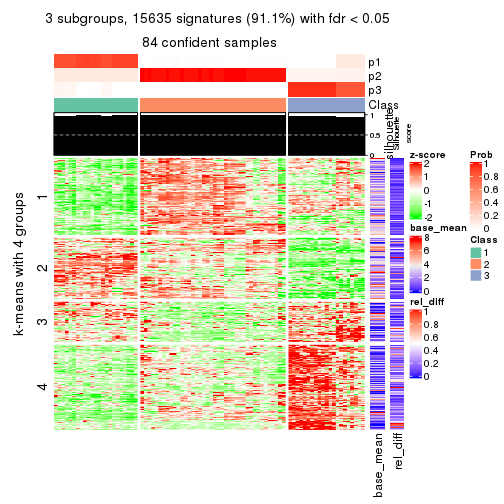 3 subgroups, 15635 signatures (91.1%) with fdr < 0.05
84 confident samples
p1
p2
p3
Class
1
0.5
0
silhouette
Silhouette
score
k-means with 4 groups
1
2
3
4
base_mean
rel_diff
z-score
2
1
0
-1
-2
base_mean
8
6
4
2
0
rel_diff
1
0.8
0.6
0.4
0.2
0
Prob
1
0.8
0.6
0.4
0.2
0
Class
1
2
3